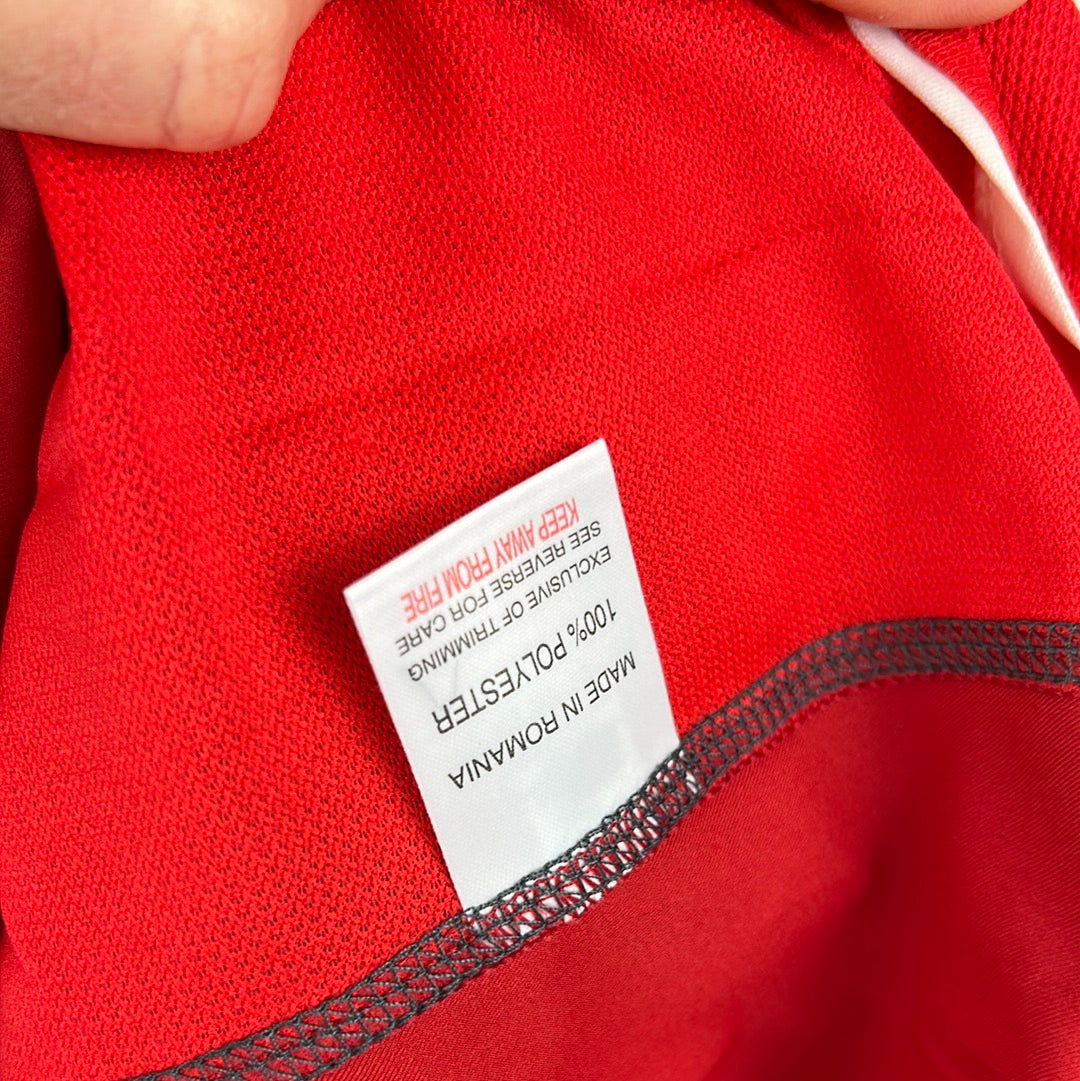 MADE IN ROMANIA
100% POLYESTER
EXCLUSIVE OF TRIMMING
SEE REVERSE FOR CARE
KEEP AWAY FROM FIRE